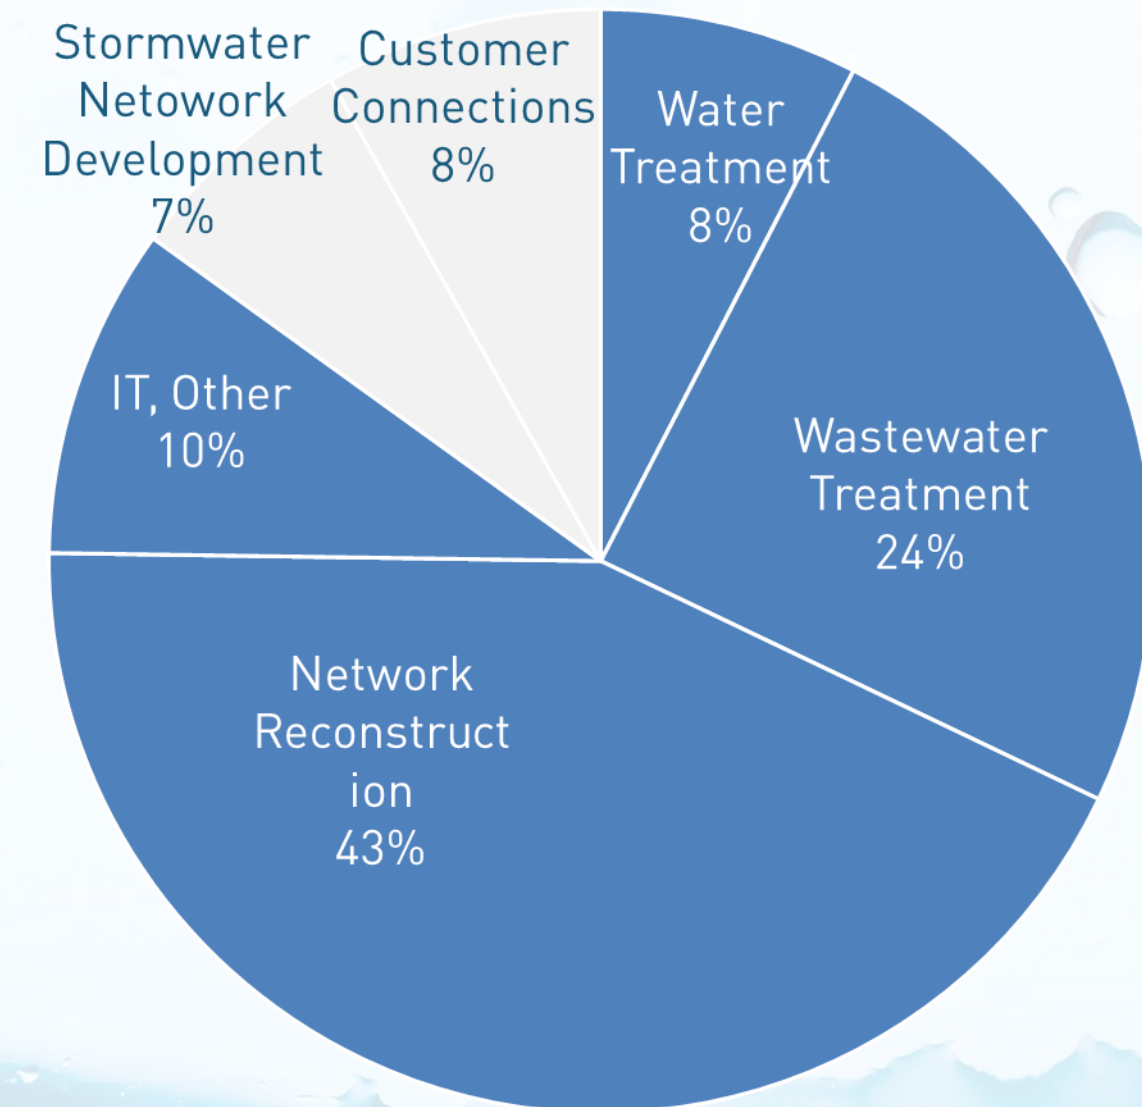 Stormwater
Netowork
Development
7%
Customer
Connections
8%
Water
Treatment
8%
Wastewater
Treatment
24%
IT, Other
10%
Network
Reconstruct
ion
43%